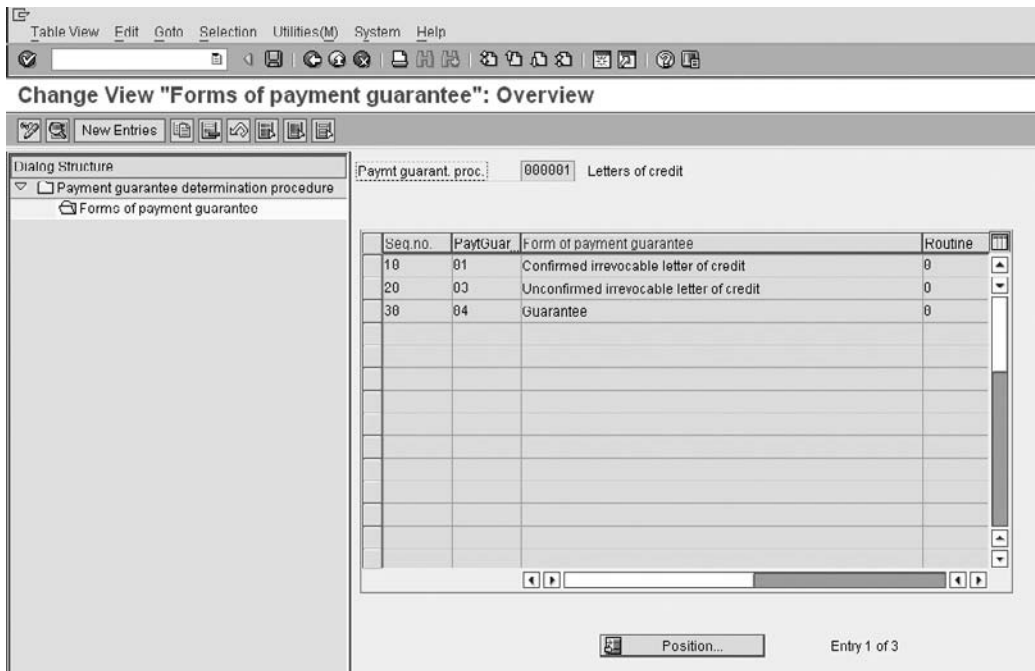 Table View Edit Goto Selection Utilities(M) System Help
Change View "Forms of payment guarantee": Overview
New Entries
Dialog Structure
Payment guarantee determination procedure
Forms of payment guarantee
Paymt guarant. proc. 000001 Letters of credit
Seq.no. PaytGuar... Form of payment guarantee Routine
10 01 Confirmed irrevocable letter of credit 0
20 03 Unconfirmed irrevocable letter of credit 0
30 04 Guarantee 0
Position... Entry 1 of 3